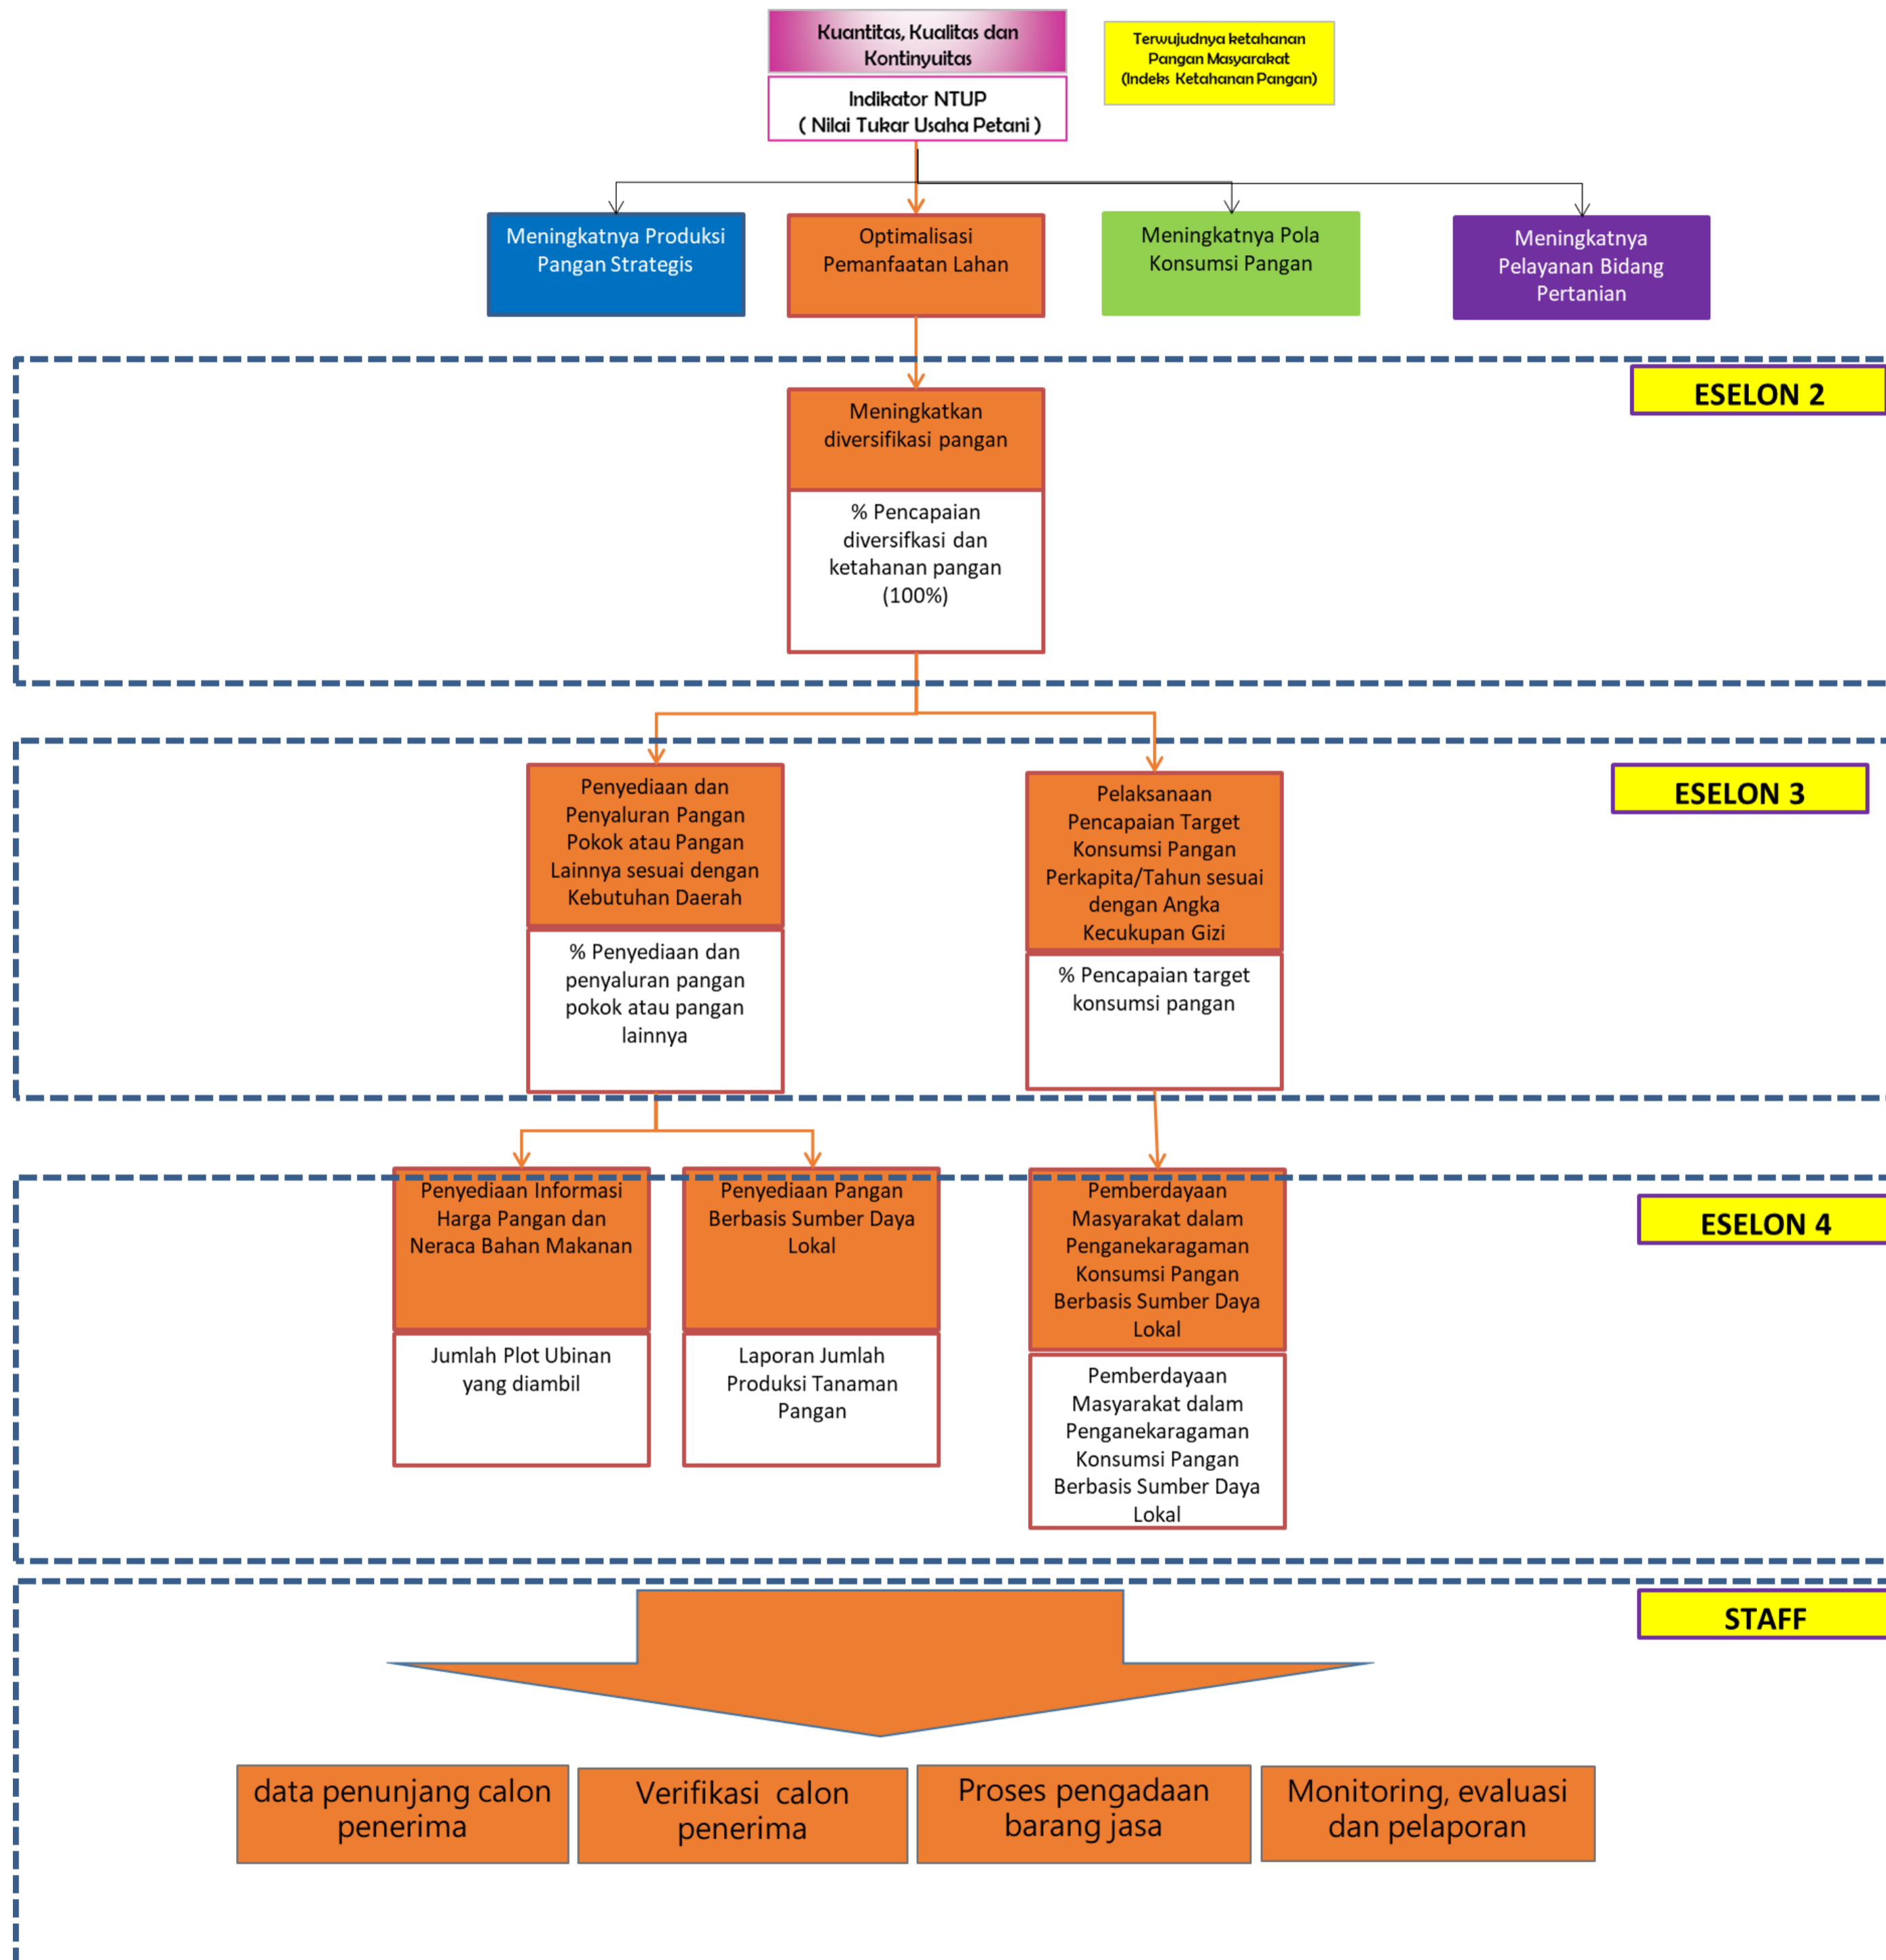 Kuantitas, Kualitas dan
Kontinyuitas
Indikator NTUP
( Nilai Tukar Usaha Petani )
Terwujudnya ketahanan
Pangan Masyarakat
(Indeks Ketahanan Pangan)
Meningkatnya Produksi
Pangan Strategis
Optimalisasi
Pemanfaatan Lahan
Meningkatnya Pola
Konsumsi Pangan
Meningkatnya
Pelayanan Bidang
Pertanian
ESELON 2
Meningkatkan
diversifikasi pangan
% Pencapaian
diversifkasi dan
ketahanan pangan
(100%)
ESELON 3
Penyediaan dan
Penyaluran Pangan
Pokok atau Pangan
Lainnya sesuai dengan
Kebutuhan Daerah
% Penyediaan dan
penyaluran pangan
pokok atau pangan
lainnya
Pelaksanaan
Pencapaian Target
Konsumsi Pangan
Perkapita/Tahun sesuai
dengan Angka
Kecukupan Gizi
% Pencapaian target
konsumsi pangan
ESELON 4
Penyediaan Informasi
Harga Pangan dan
Neraca Bahan Makanan
Jumlah Plot Ubinan
yang diambil
Penyediaan Pangan
Berbasis Sumber Daya
Lokal
Laporan Jumlah
Produksi Tanaman
Pangan
Pemberdayaan
Masyarakat dalam
Penganekaragaman
Konsumsi Pangan
Berbasis Sumber Daya
Lokal
Pemberdayaan
Masyarakat dalam
Penganekaragaman
Konsumsi Pangan
Berbasis Sumber Daya
Lokal
STAFF
data penunjang calon
penerima
Verifikasi calon
penerima
Proses pengadaan
barang jasa
Monitoring, evaluasi
dan pelaporan